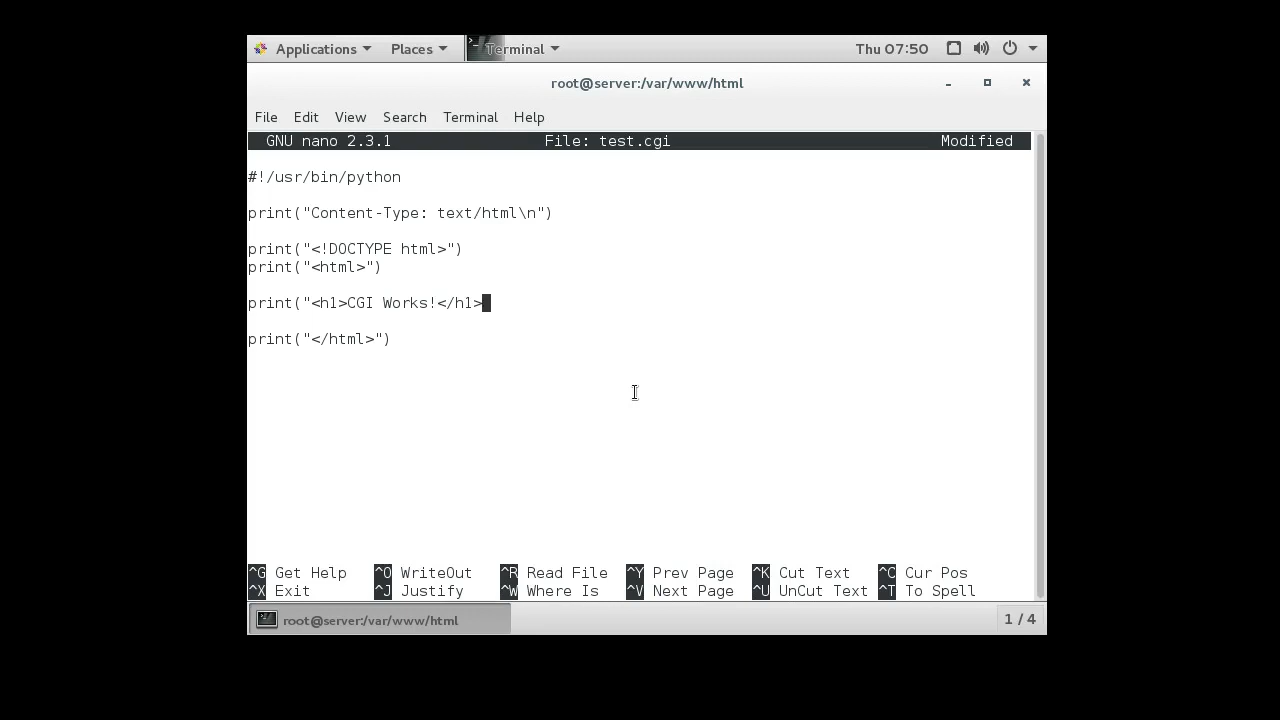 Applications Places Terminal Thu 07:50
root@server:/var/www/html
File Edit View Search Terminal Help
GNU nano 2.3.1 File: test.cgi Modified
#!/usr/bin/python
print("Content-Type: text/html\n")
print("<!DOCTYPE html>")
print("<html>")
print("<h1>CGI Works!</h1>
print("</html>")
^G Get Help ^O WriteOut ^R Read File ^Y Prev Page ^K Cut Text ^C Cur Pos
^X Exit ^J Justify ^W Where Is ^V Next Page ^U UnCut Text ^T To Spell
root@server:/var/www/html 1 / 4